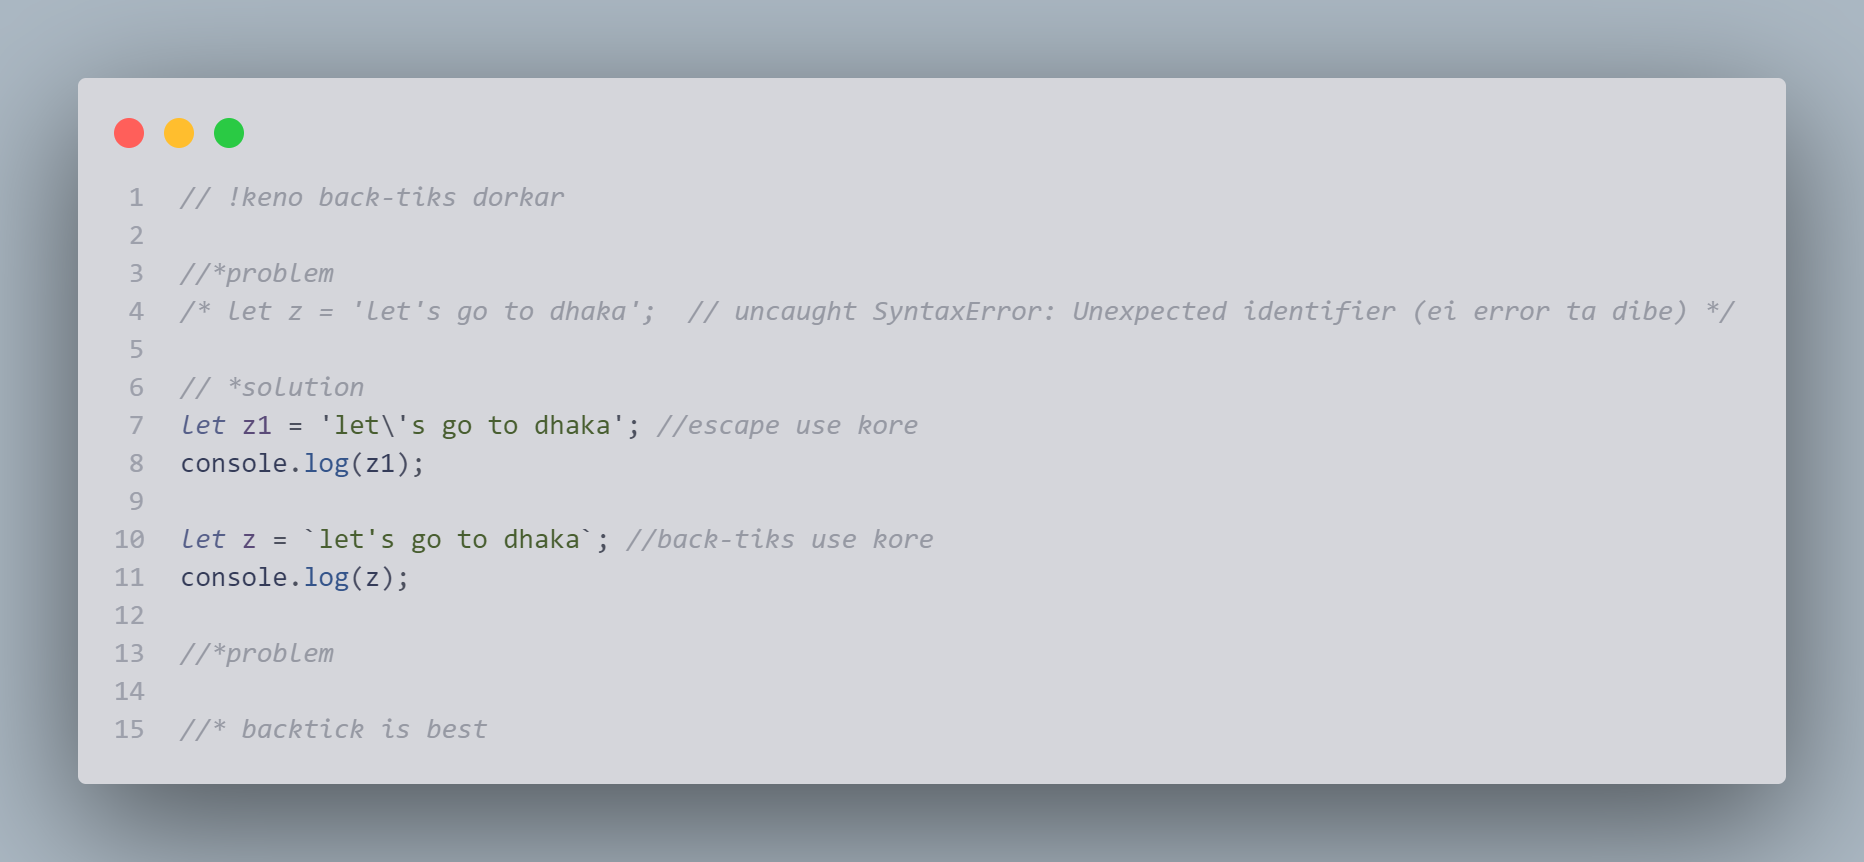 1 // !keno back-tiks dorkar
2
3 //*problem
4 /* let z = 'let's go to dhaka';  // uncaught SyntaxError: Unexpected identifier (ei error ta dibe) */
5
6 // *solution
7 let z1 = 'let\'s go to dhaka'; //escape use kore
8 console.log(z1);
9
10 let z = `let's go to dhaka`; //back-tiks use kore
11 console.log(z);
12
13 //*problem
14
15 //* backtick is best